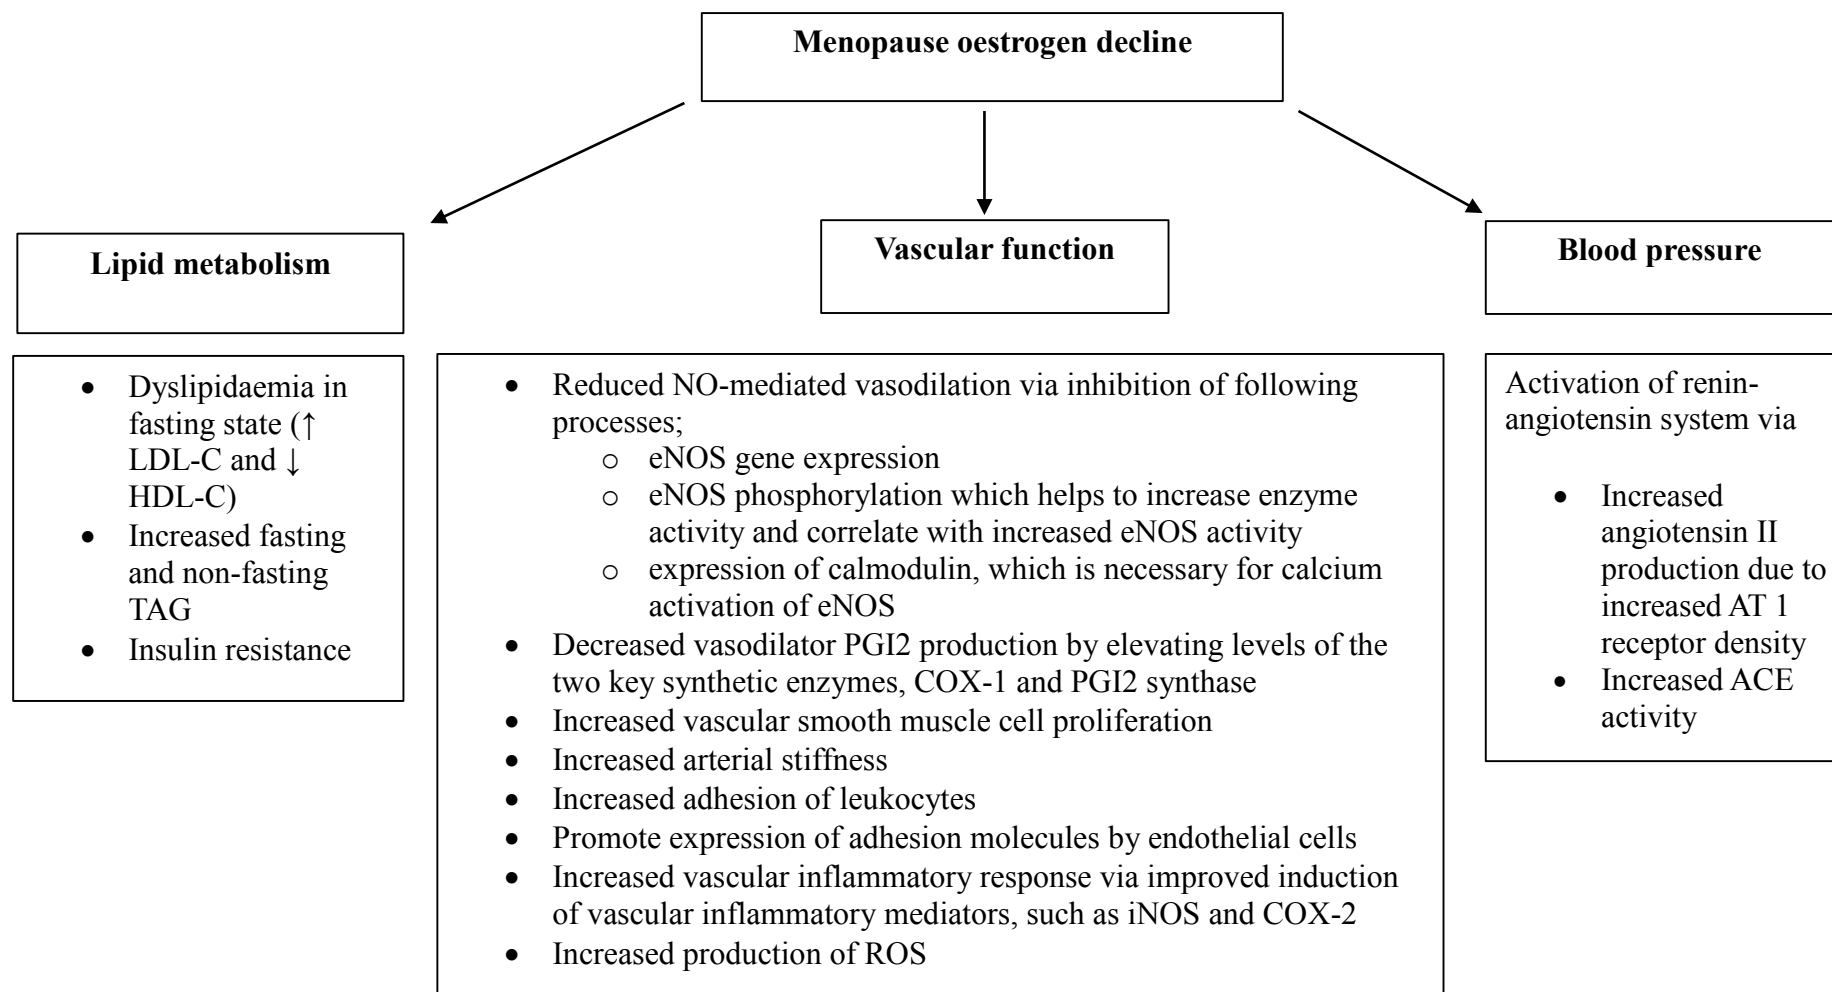 Menopause oestrogen decline
Lipid metabolism
Vascular function
Blood pressure
• Dyslipidaemia in
fasting state (↑
LDL-C and ↓
HDL-C)
• Increased fasting
and non-fasting
TAG
• Insulin resistance
• Reduced NO-mediated vasodilation via inhibition of following
processes;
o eNOS gene expression
o eNOS phosphorylation which helps to increase enzyme
activity and correlate with increased eNOS activity
o expression of calmodulin, which is necessary for calcium
activation of eNOS
• Decreased vasodilator PGI2 production by elevating levels of the
two key synthetic enzymes, COX-1 and PGI2 synthase
• Increased vascular smooth muscle cell proliferation
• Increased arterial stiffness
• Increased adhesion of leukocytes
• Promote expression of adhesion molecules by endothelial cells
• Increased vascular inflammatory response via improved induction
of vascular inflammatory mediators, such as iNOS and COX-2
• Increased production of ROS
Activation of renin-
angiotensin system via
• Increased
angiotensin II
production due to
increased AT 1
receptor density
• Increased ACE
activity